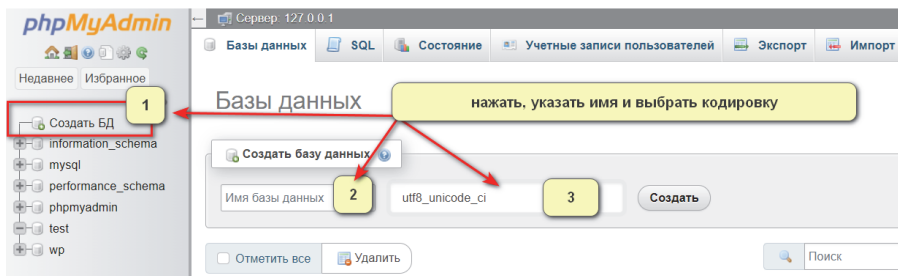 phpMyAdmin
Недавнее Избранное
Создать БД
information_schema
mysql
performance_schema
phpmyadmin
test
wp
1
Сервер. 127.0.0.1
Базы данных SQL Состояние Учетные записи пользователей Экспорт Импорт
Базы данных
нажать, указать имя и выбрать кодировку
Создать базу данных
Имя базы данных 2 utf8_unicode_ci 3 Создать
Отметить все Удалить Поиск